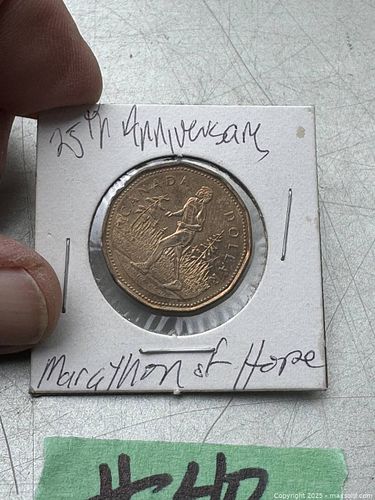 25th Anniversary
CANADA DOLLAR
Marathon of Hope
#40
Copyright 2025 • maxsold.com